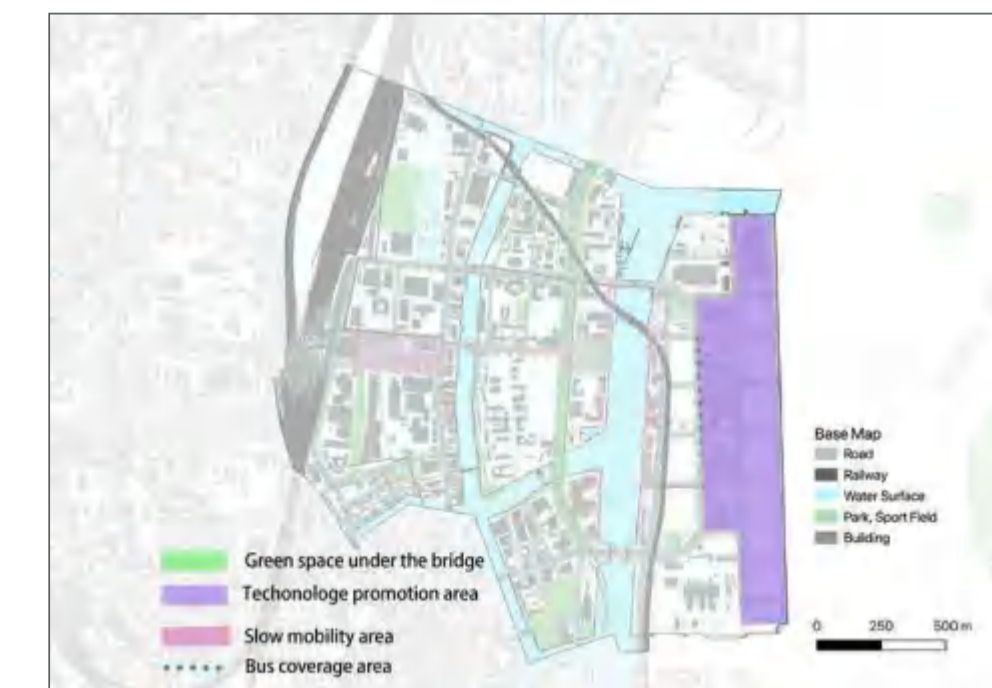 Base Map
Road
Railway
Water Surface
Park, Sport Field
Building
Green space under the bridge
Techonologe promotion area
Slow mobility area
Bus coverage area
0 250 500 m